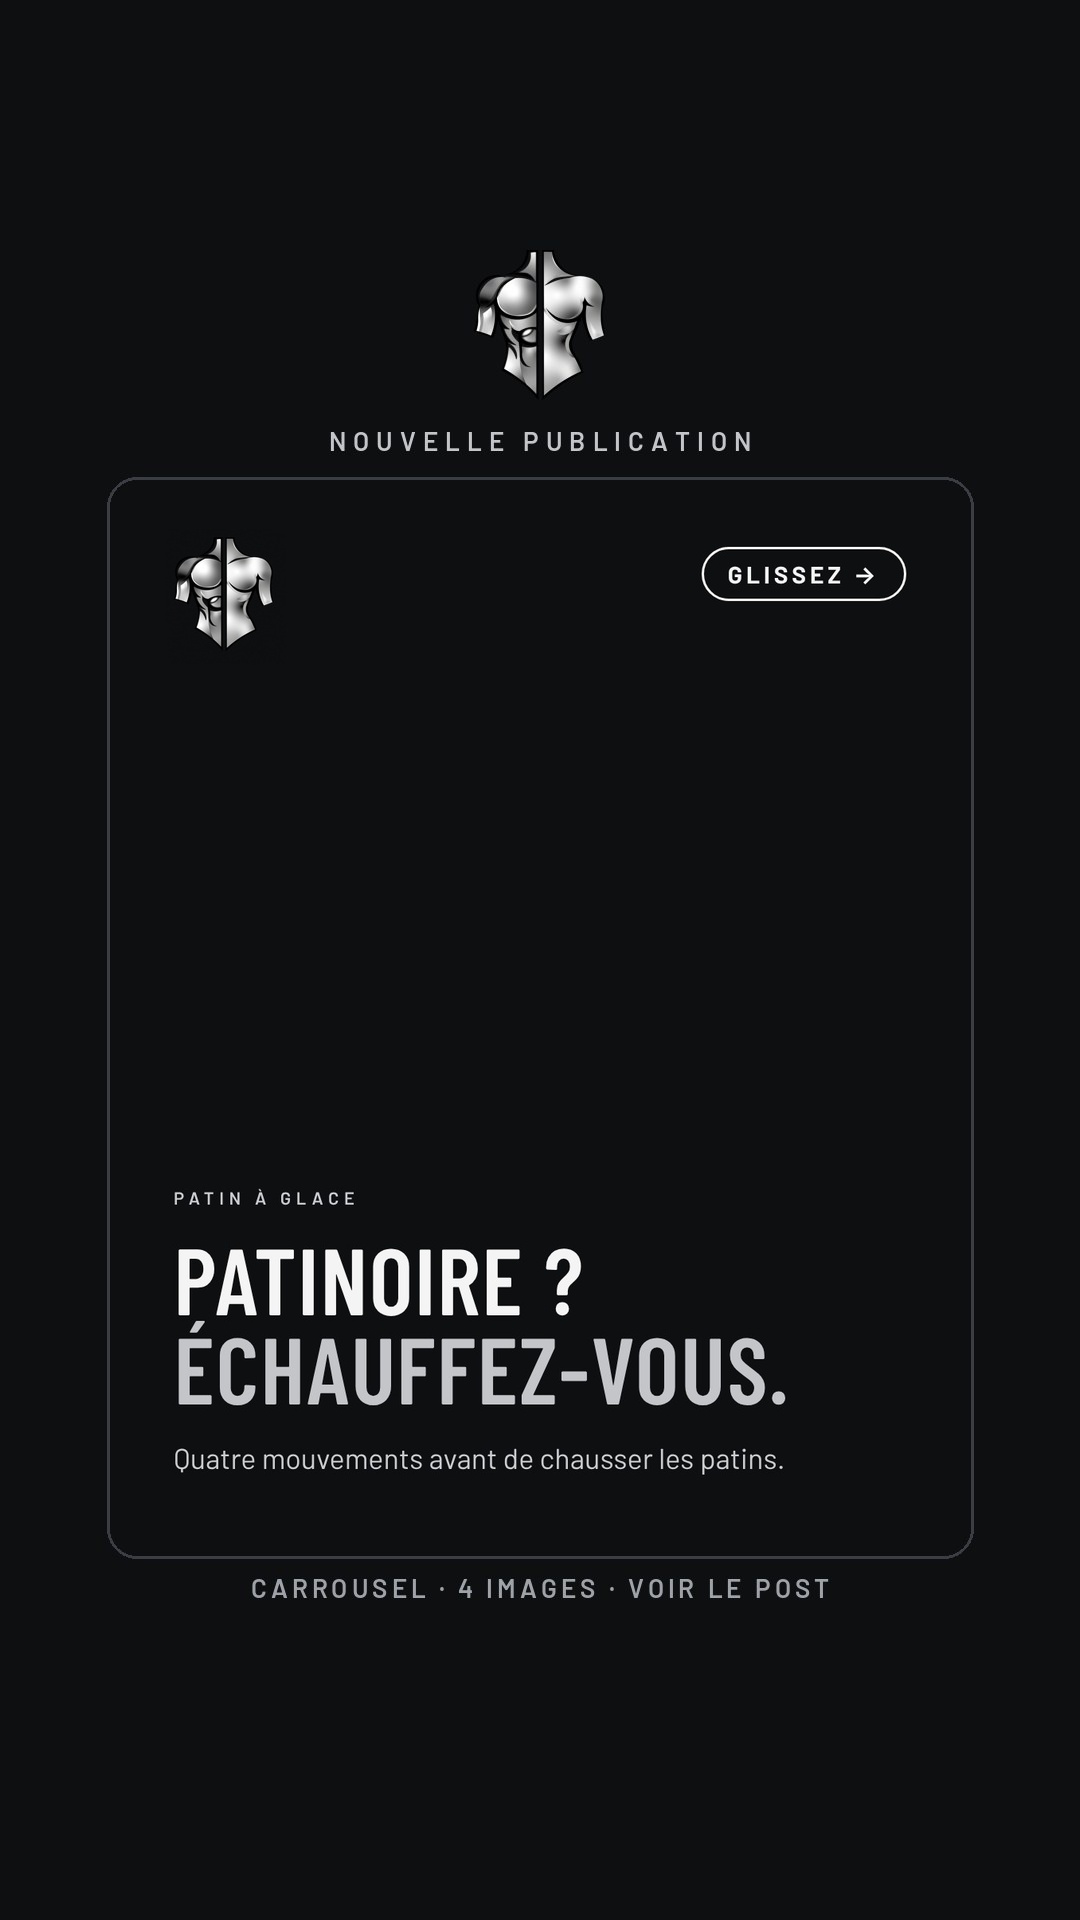 NOUVELLE PUBLICATION
GLISSEZ →
PATIN À GLACE
PATINOIRE ?
ÉCHAUFFEZ-VOUS.
Quatre mouvements avant de chausser les patins.
CARROUSEL · 4 IMAGES · VOIR LE POST